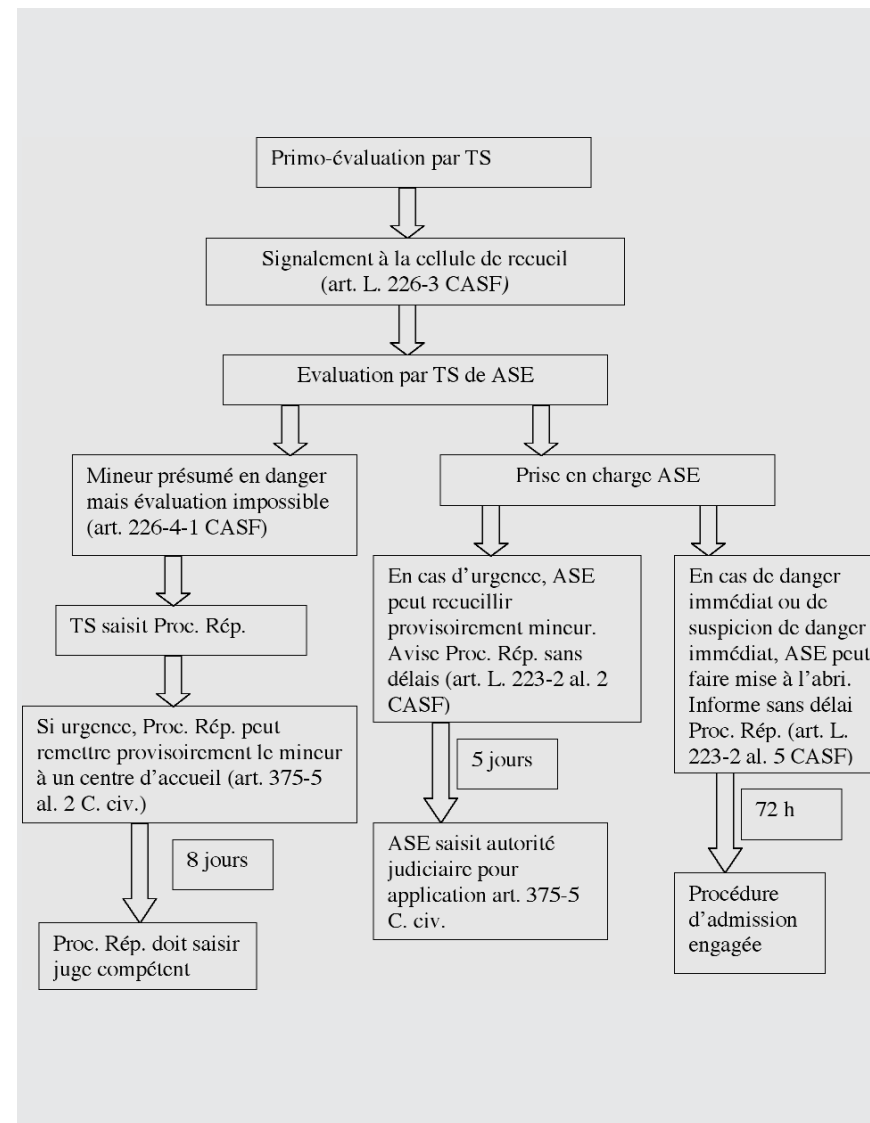 Primo-évaluation par TS
Signalement à la cellule de recueil
(art. L. 226-3 CASF)
Evaluation par TS de ASE
Mineur présumé en danger
mais évaluation impossible
(art. 226-4-1 CASF)
Prise en charge ASE
TS saisit Proc. Rép.
En cas d'urgence, ASE
peut recueillir
provisoirement mineur.
Avise Proc. Rép. sans
délais (art. L. 223-2 al. 2
CASF)
En cas de danger
immédiat ou de
suspicion de danger
immédiat, ASE peut
faire mise à l'abri.
Informe sans délai
Proc. Rép. (art. L.
223-2 al. 5 CASF)
Si urgence, Proc. Rép. peut
remettre provisoirement le mineur
à un centre d'accueil (art. 375-5
al. 2 C. civ.)
5 jours
72 h
8 jours
ASE saisit autorité
judiciaire pour
application art. 375-5
C. civ.
Procédure
d'admission
engagée
Proc. Rép. doit saisir
juge compétent